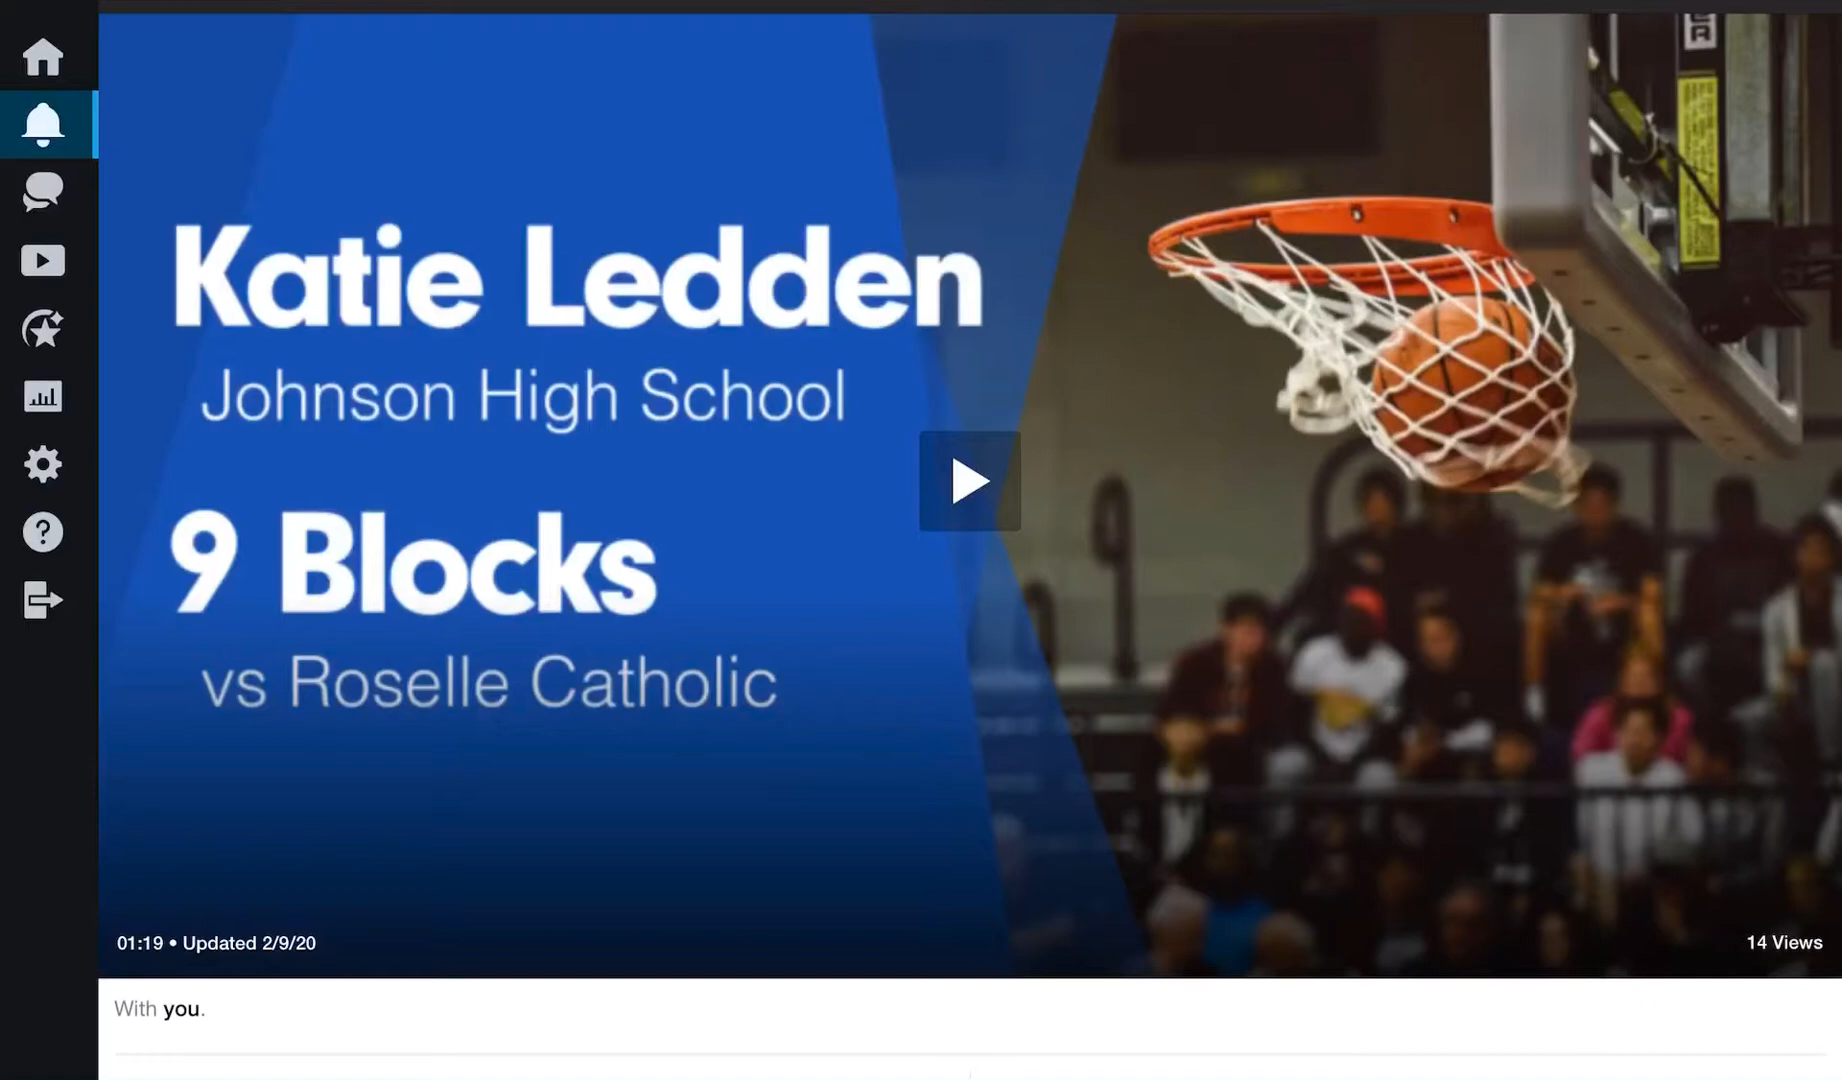 Katie Ledden
Johnson High School
9 Blocks
vs Roselle Catholic
01:19 • Updated 2/9/20
14 Views
With you.